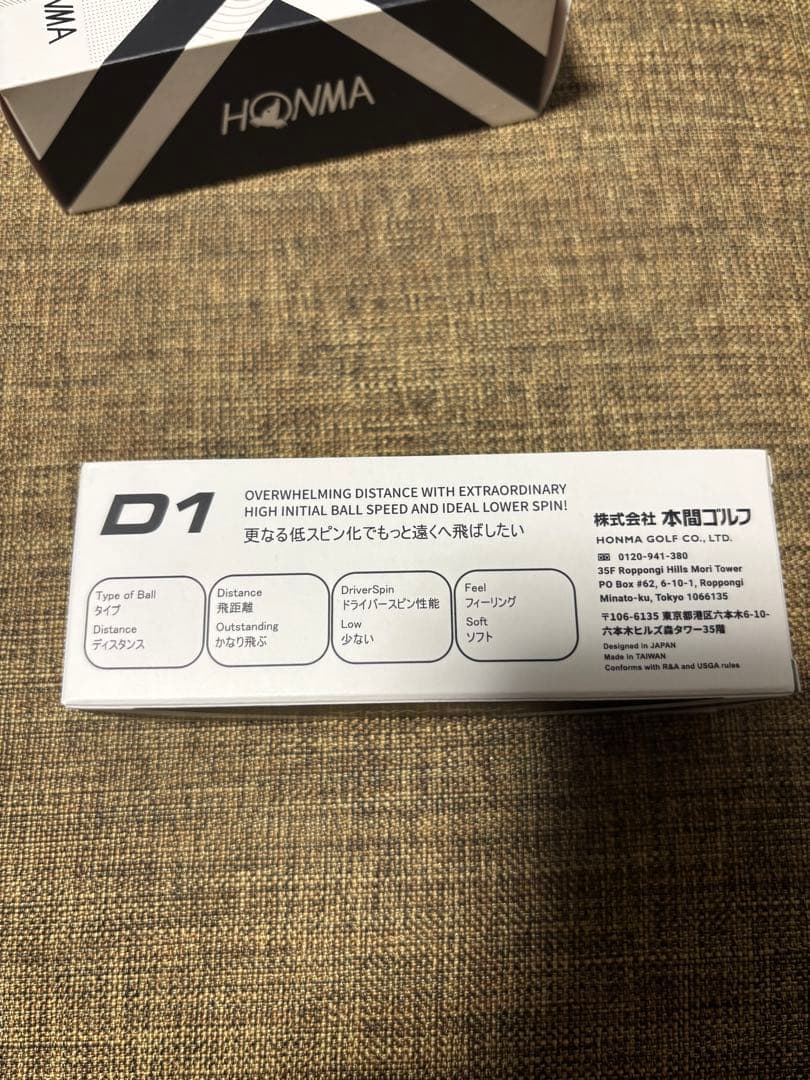 NMA
HONMA
D1
OVERWHELMING DISTANCE WITH EXTRAORDINARY
HIGH INITIAL BALL SPEED AND IDEAL LOWER SPIN!
更なる低スピン化でもっと遠くへ飛ばしたい
Type of Ball
タイプ
Distance
ディスタンス
Distance
飛距離
Outstanding
かなり飛ぶ
DriverSpin
ドライバースピン性能
Low
少ない
Feel
フィーリング
Soft
ソフト
株式会社 本間ゴルフ
HONMA GOLF CO., LTD.
0120-941-380
35F Roppongi Hills Mori Tower
PO Box #62, 6-10-1, Roppongi
Minato-ku, Tokyo 1066135
〒106-6135 東京都港区六本木6-10-
六本木ヒルズ森タワー35階
Designed in JAPAN
Made in TAIWAN
Conforms with R&A and USGA rules